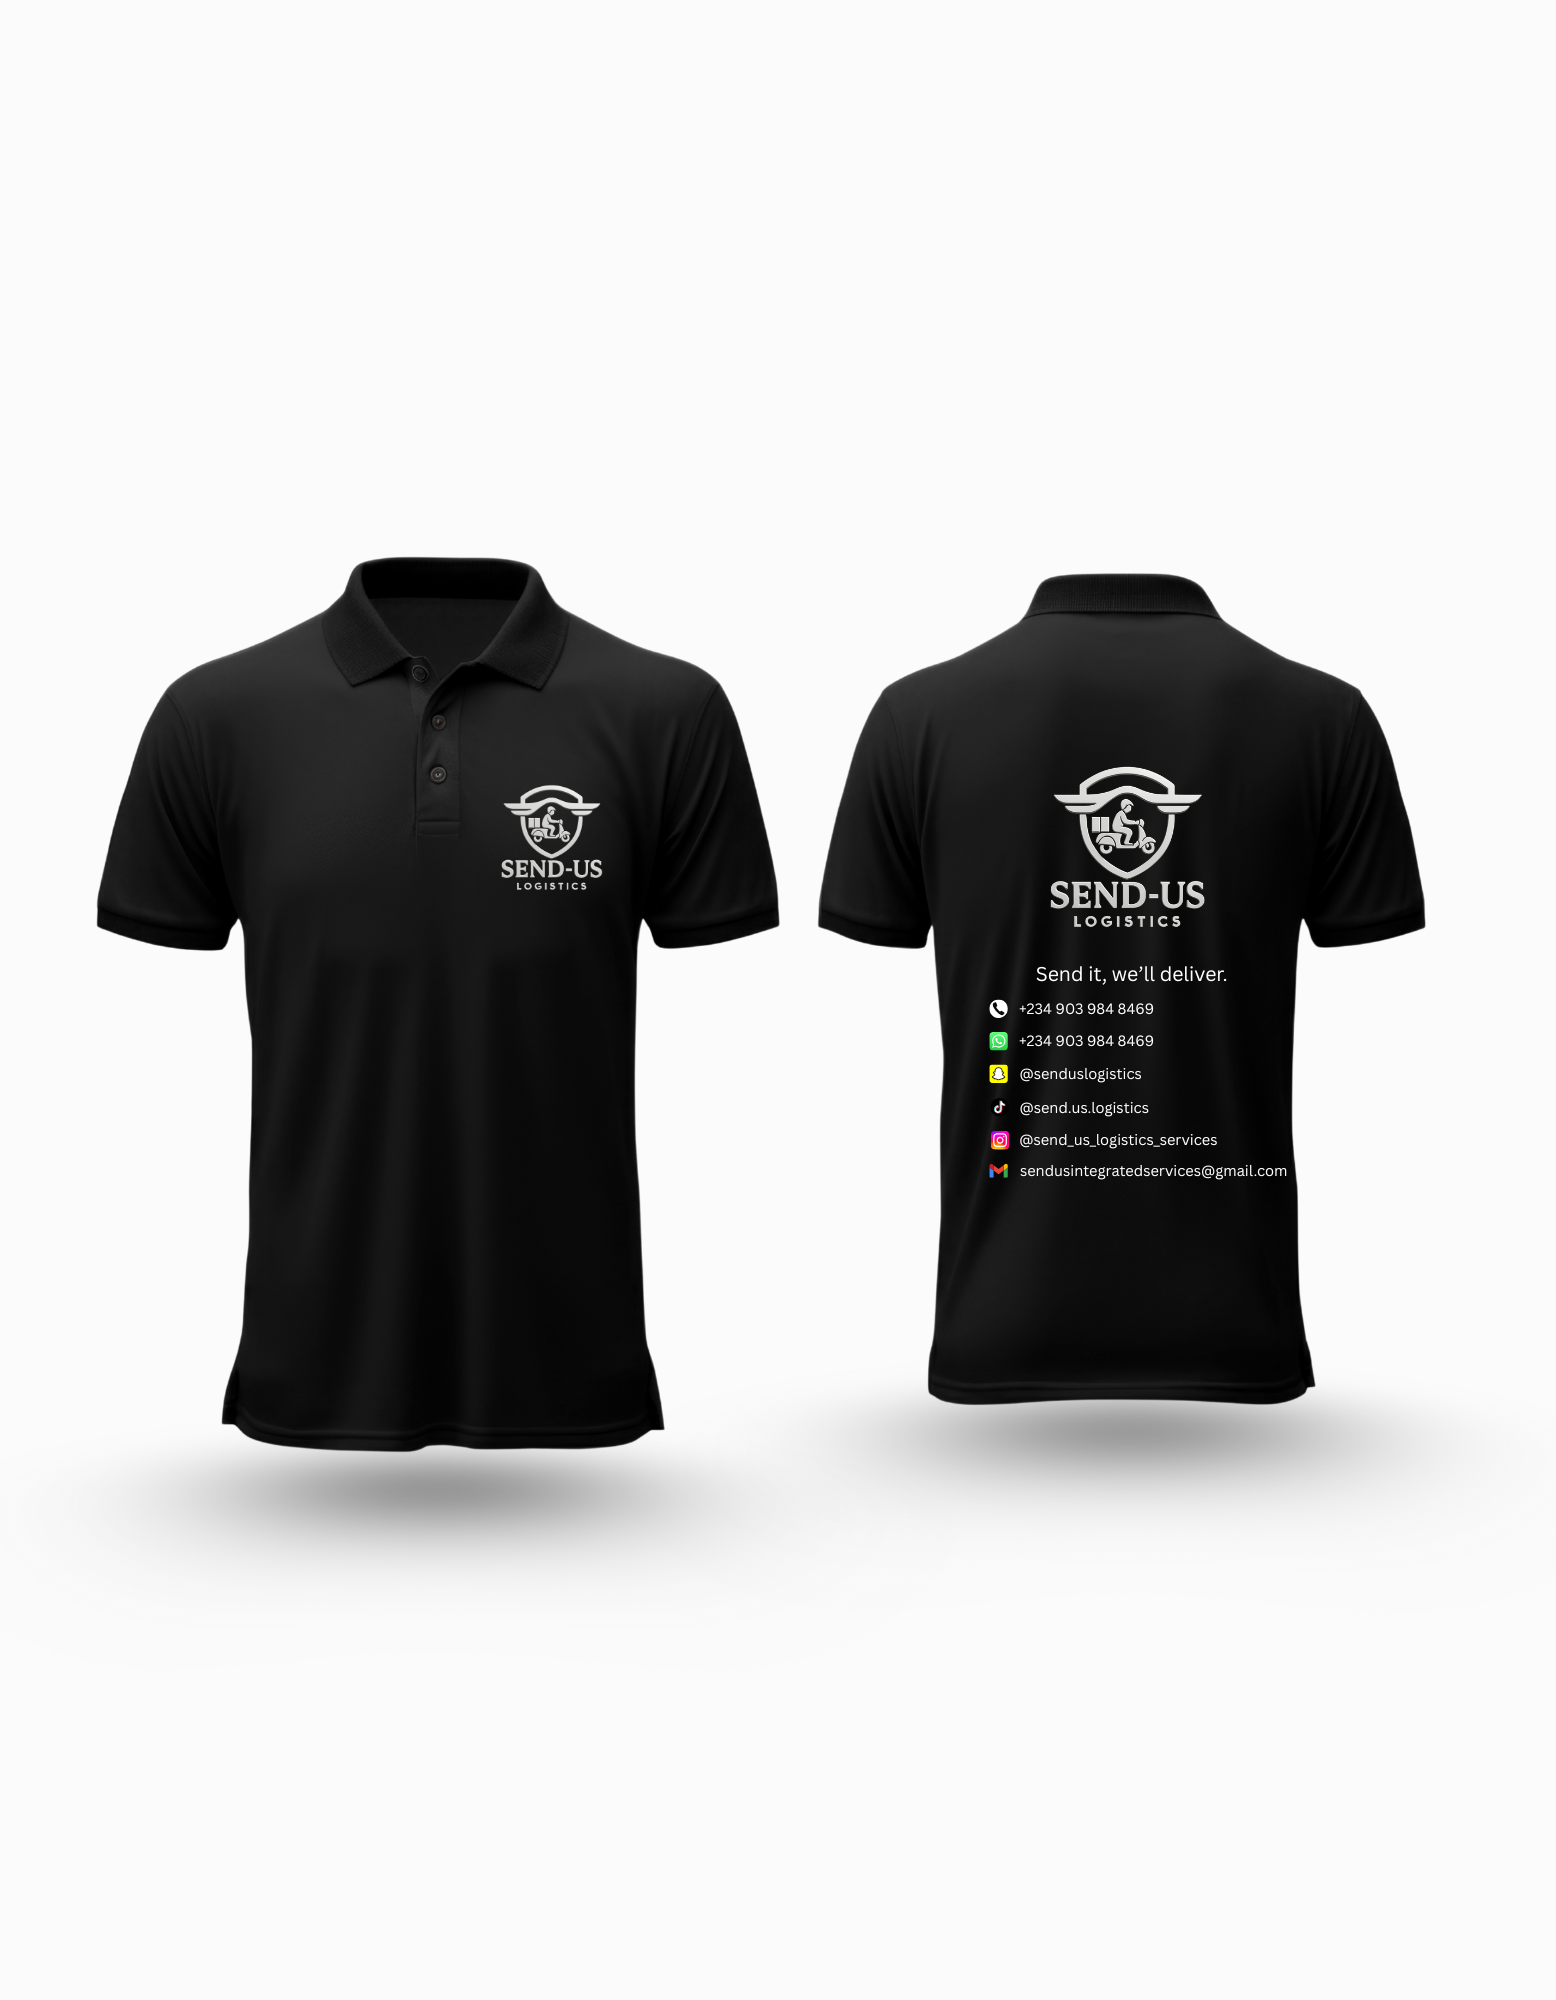 SEND-US
LOGISTICS
SEND-US
LOGISTICS
Send it, we’ll deliver.
+234 903 984 8469
+234 903 984 8469
@senduslogistics
@send.us.logistics
@send_us_logistics_services
sendusintegratedservices@gmail.com